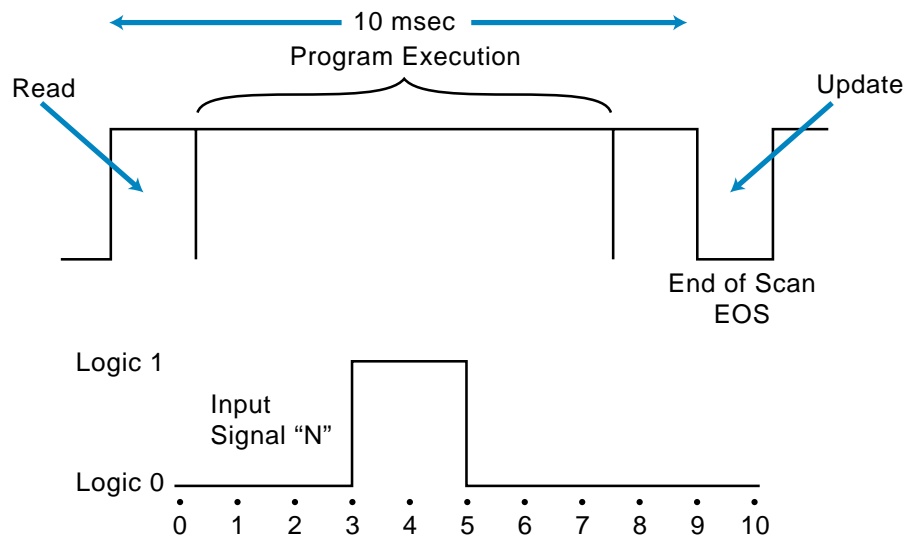 10 msec
Program Execution
Read
Update
End of Scan
EOS
Logic 1
Input
Signal “N”
Logic 0
0 1 2 3 4 5 6 7 8 9 10